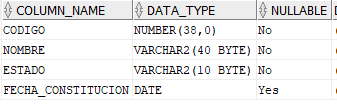 COLUMN_NAME DATA_TYPE NULLABLE
CODIGO NUMBER(38,0) No
NOMBRE VARCHAR2(40 BYTE) No
ESTADO VARCHAR2(10 BYTE) No
FECHA_CONSTITUCION DATE Yes